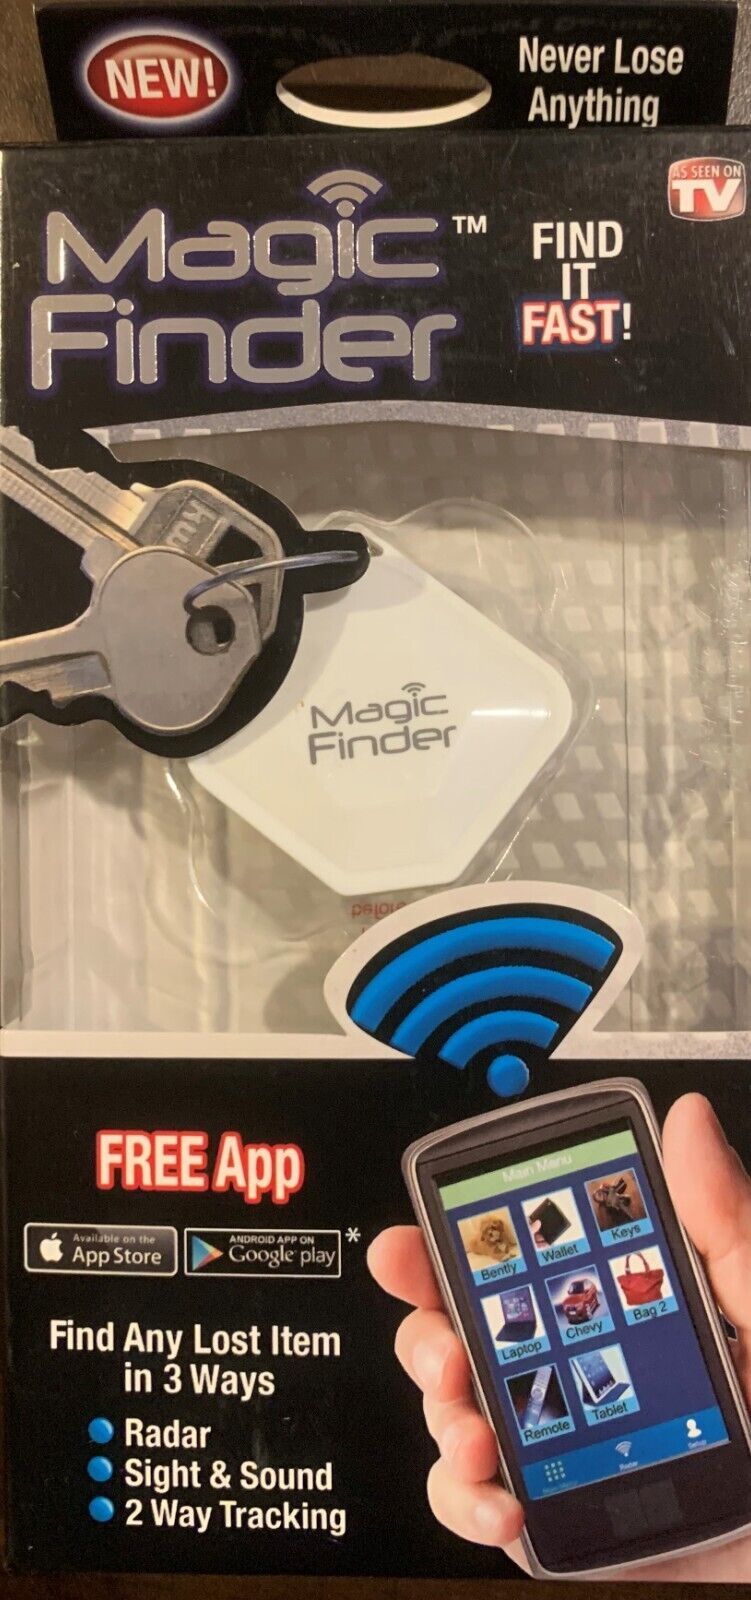 NEW!
Never Lose
Anything
AS SEEN ON
TV
Magic™
Finder
FIND
IT
FAST!
Magic
Finder
before
FREE App
Available on the
App Store
ANDROID APP ON
Google play
*
Find Any Lost Item
in 3 Ways
Radar
Sight & Sound
2 Way Tracking
Main Menu
Bently
Wallet
Keys
Laptop
Chevy
Bag 2
Remote
Tablet
Radar
Setup